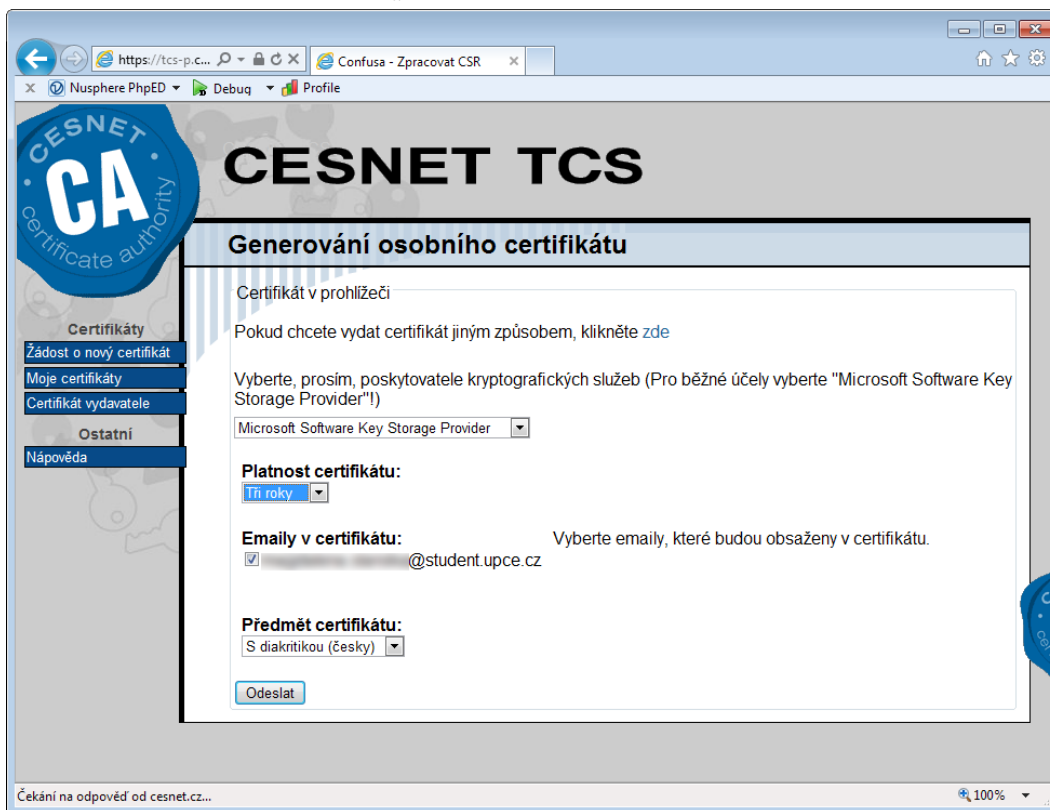 https://tcs-p.c...
Confusa - Zpracovat CSR
Nusphere PhpED
Debug
Profile
CESNET
CA
certificate authority
CESNET TCS
Generování osobního certifikátu
Certifikát v prohlížeči
Pokud chcete vydat certifikát jiným způsobem, klikněte zde
Vyberte, prosím, poskytovatele kryptografických služeb (Pro běžné účely vyberte "Microsoft Software Key
Storage Provider"!)
Microsoft Software Key Storage Provider
Platnost certifikátu:
Tři roky
Emaily v certifikátu:
Vyberte emaily, které budou obsaženy v certifikátu.
@student.upce.cz
Předmět certifikátu:
S diakritikou (česky)
Odeslat
Certifikáty
Žádost o nový certifikát
Moje certifikáty
Certifikát vydavatele
Ostatní
Nápověda
Čekání na odpověď od cesnet.cz...
100%